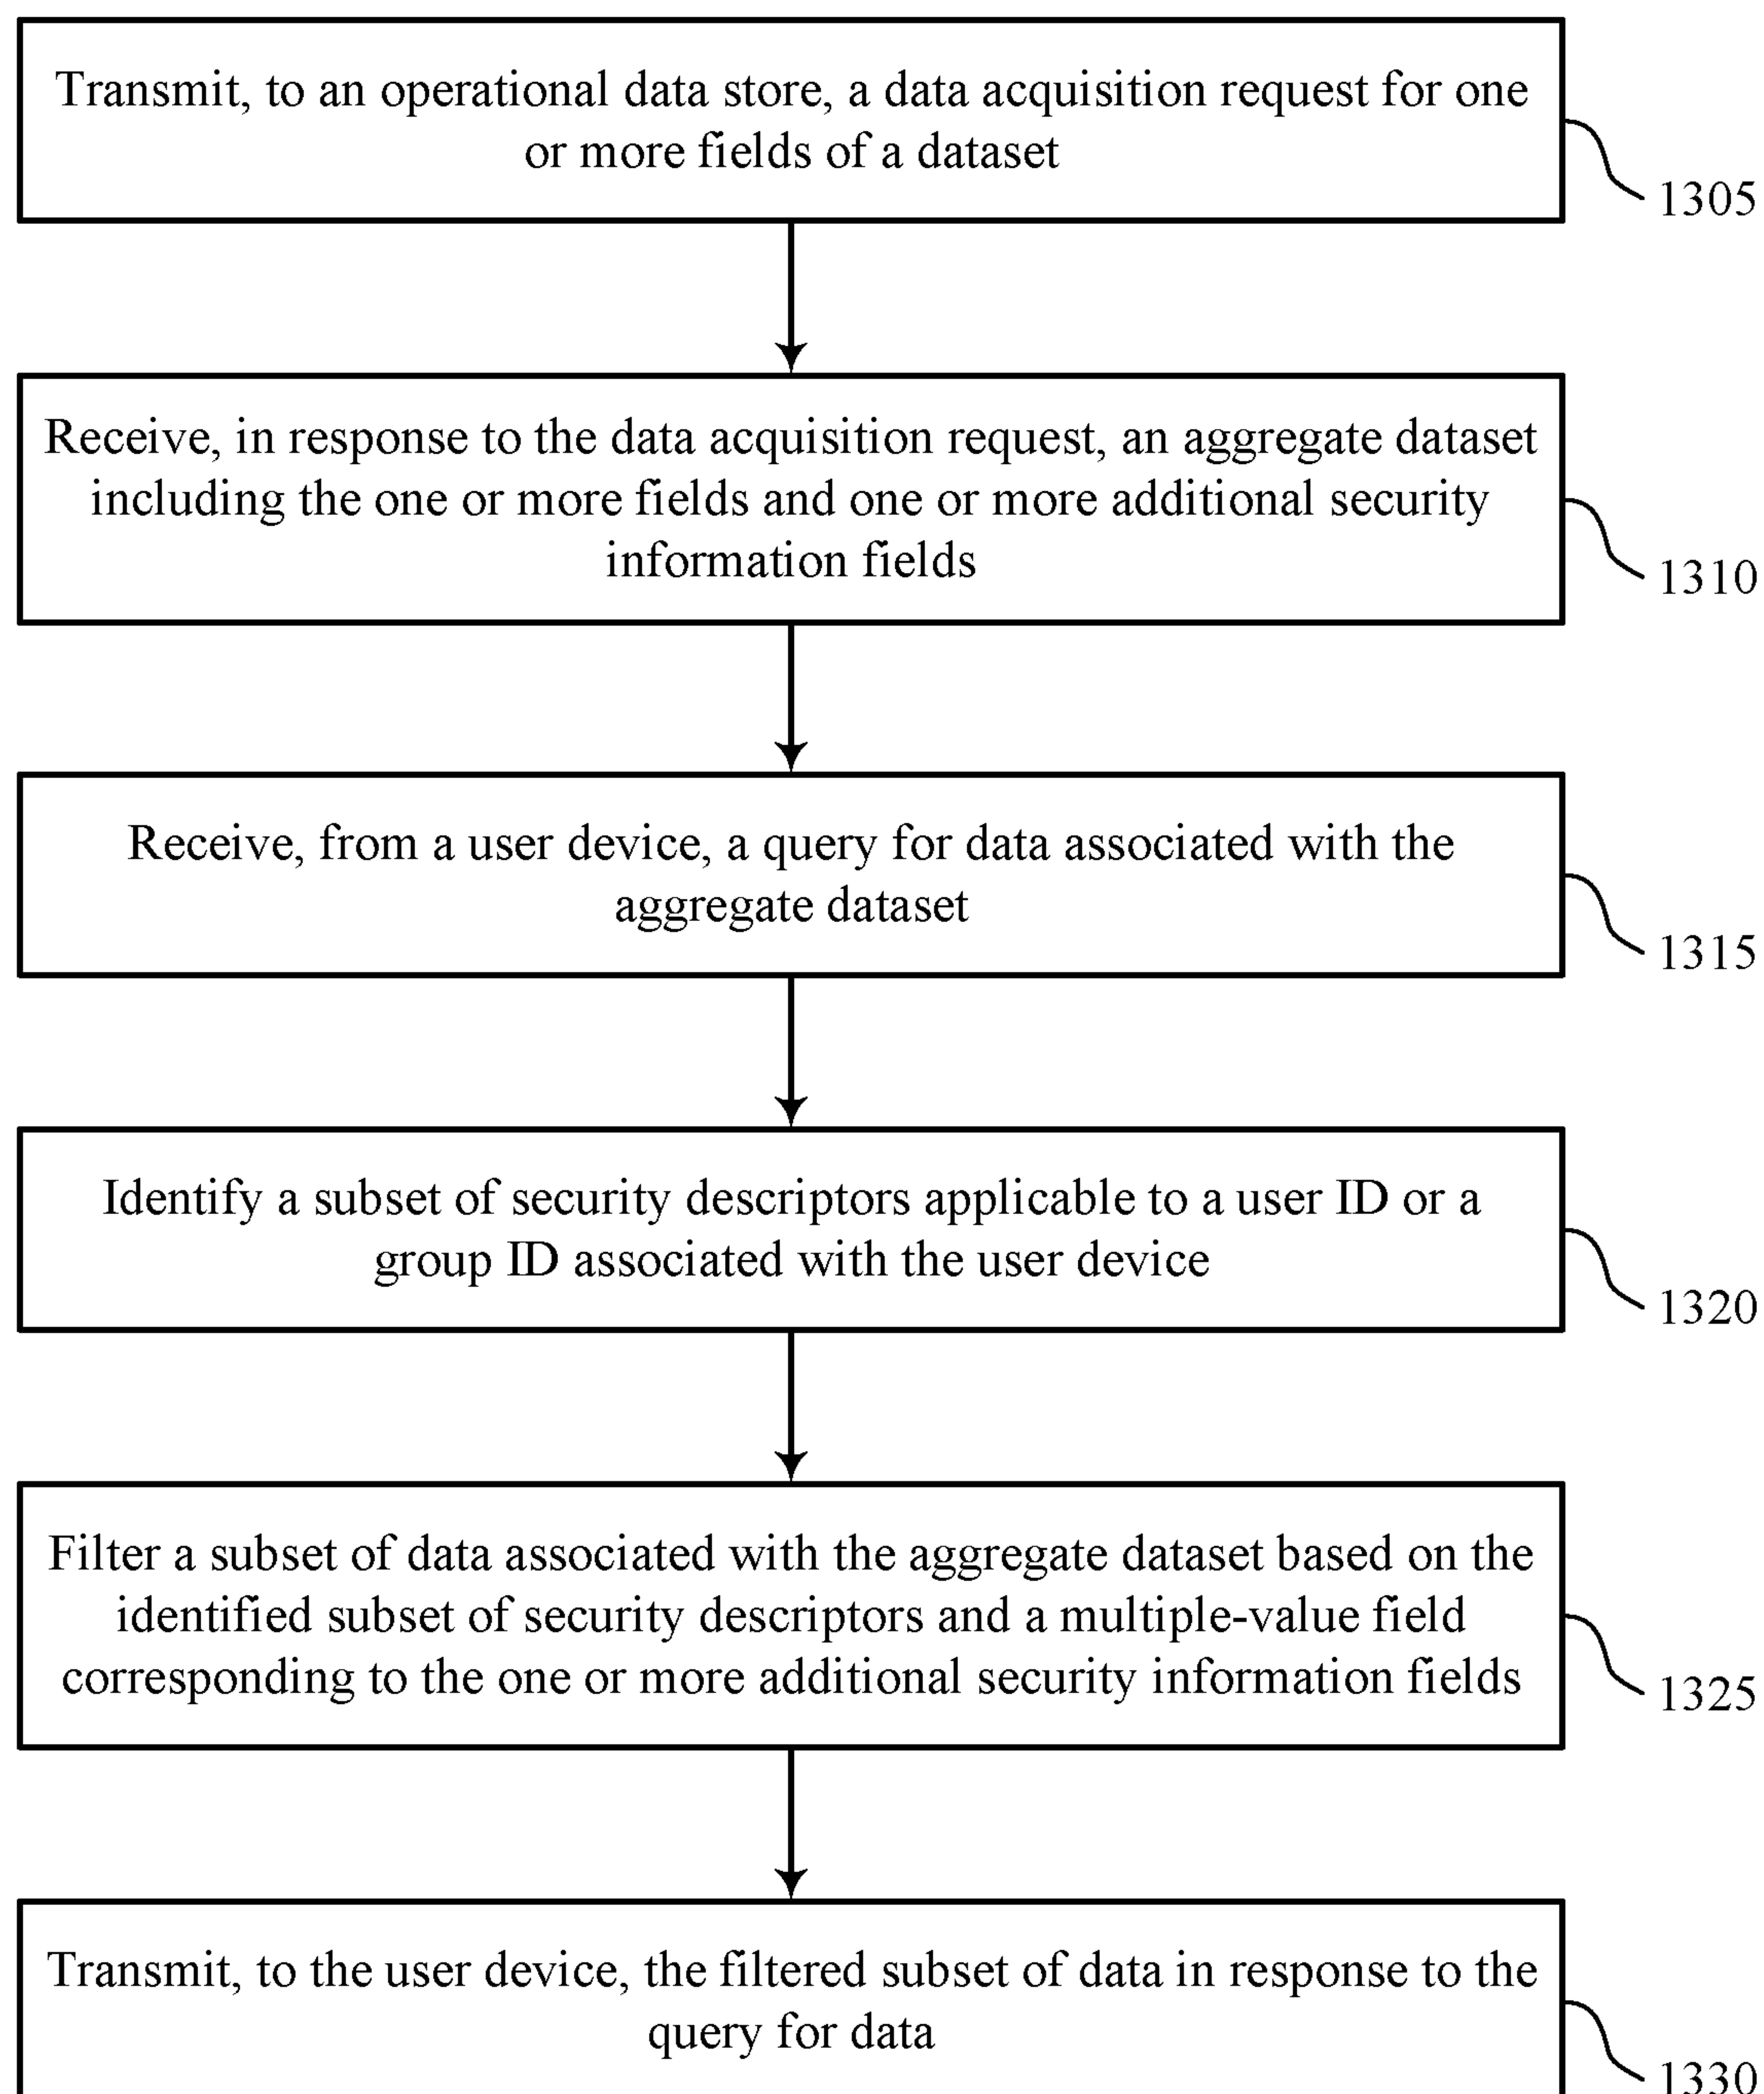 Transmit, to an operational data store, a data acquisition request for one
or more fields of a dataset
1305
Receive, in response to the data acquisition request, an aggregate dataset
including the one or more fields and one or more additional security
information fields
1310
Receive, from a user device, a query for data associated with the
aggregate dataset
1315
Identify a subset of security descriptors applicable to a user ID or a
group ID associated with the user device
1320
Filter a subset of data associated with the aggregate dataset based on the
identified subset of security descriptors and a multiple-value field
corresponding to the one or more additional security information fields
1325
Transmit, to the user device, the filtered subset of data in response to the
query for data
1330